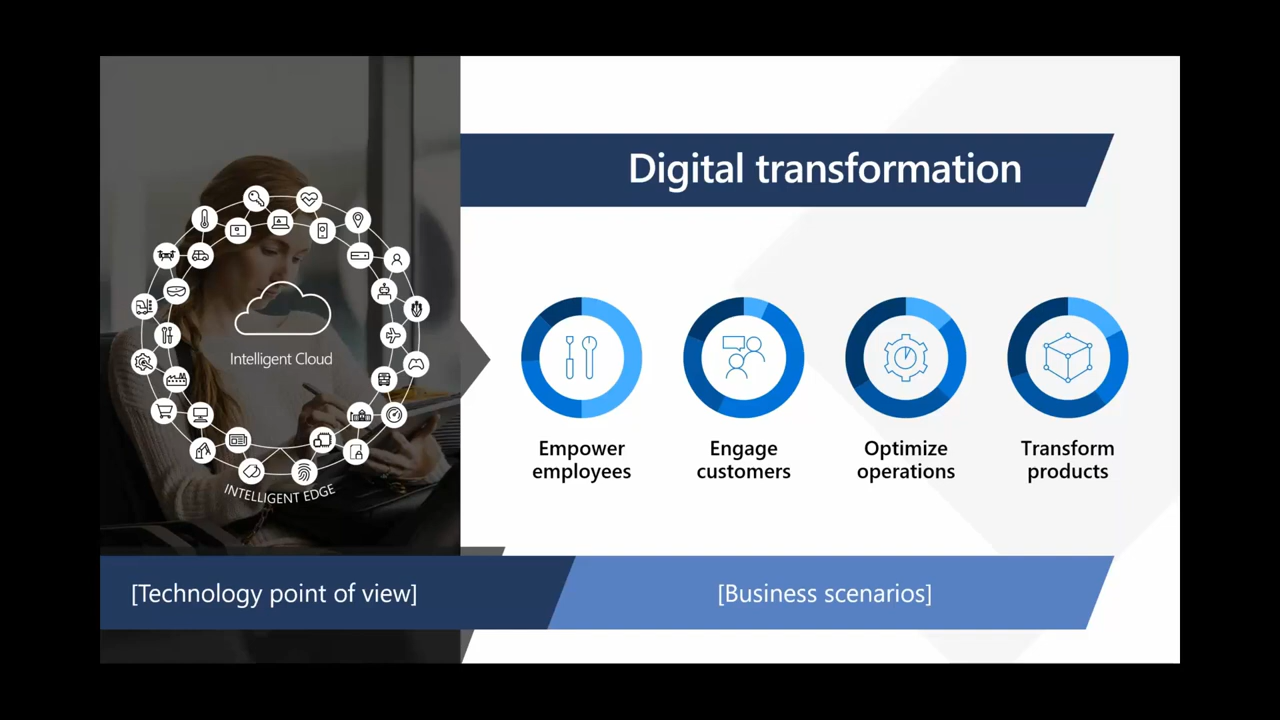 Digital transformation
Intelligent Cloud
INTELLIGENT EDGE
Empower
employees
Engage
customers
Optimize
operations
Transform
products
[Technology point of view]
[Business scenarios]